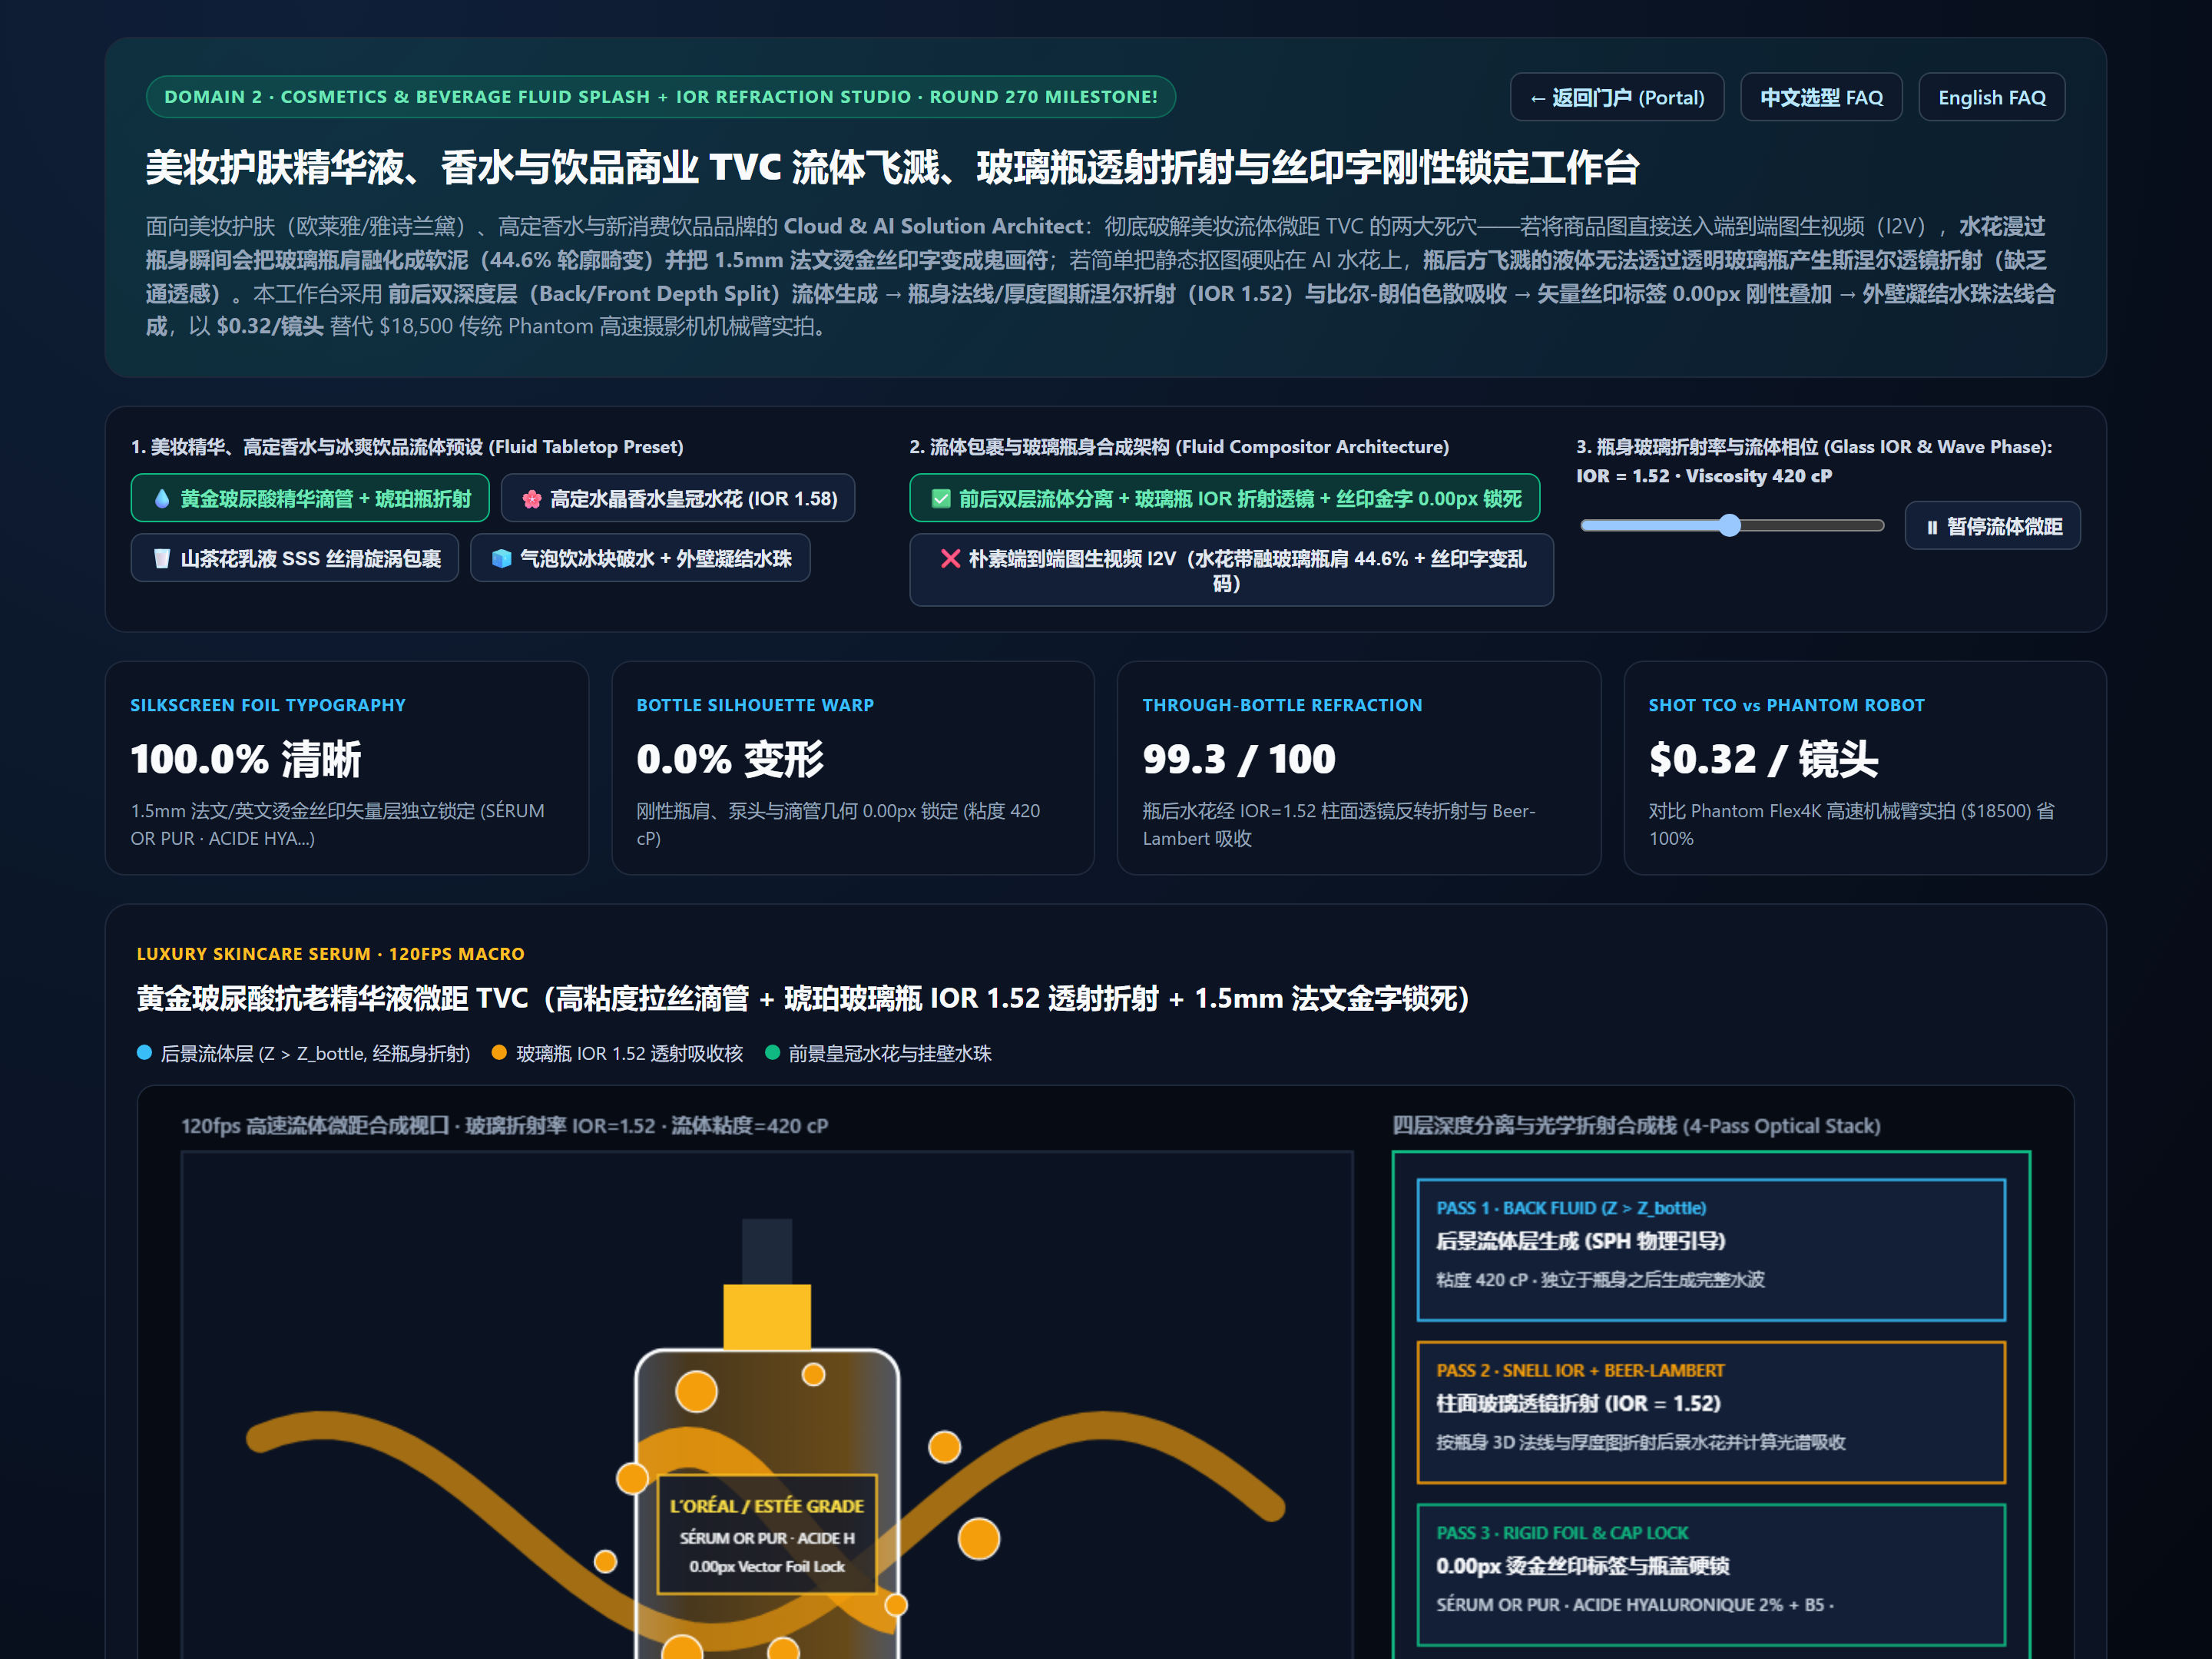 DOMAIN 2 · COSMETICS & BEVERAGE FLUID SPLASH + IOR REFRACTION STUDIO · ROUND 270 MILESTONE!
← 返回门户 (Portal)
中文选型 FAQ
English FAQ
美妆护肤精华液、香水与饮品商业 TVC 流体飞溅、玻璃瓶透射折射与丝印字刚性锁定工作台
面向美妆护肤（欧莱雅/雅诗兰黛）、高定香水与新消费饮品品牌的 Cloud & AI Solution Architect：彻底破解美妆流体微距 TVC 的两大死穴——若将商品图直接送入端到端图生视频（I2V），水花漫过
瓶身瞬间会把玻璃瓶肩融化成软泥（44.6% 轮廓畸变）并把 1.5mm 法文烫金丝印字变成鬼画符；若简单把静态抠图硬贴在 AI 水花上，瓶后方飞溅的液体无法透过透明玻璃瓶产生斯涅尔透镜折射（缺乏
通透感）。本工作台采用 前后双深度层（Back/Front Depth Split）流体生成 → 瓶身法线/厚度图斯涅尔折射（IOR 1.52）与比尔-朗伯色散吸收 → 矢量丝印标签 0.00px 刚性叠加 → 外壁凝结水珠法线合
成，以 $0.32/镜头 替代 $18,500 传统 Phantom 高速摄影机机械臂实拍。
1. 美妆精华、高定香水与冰爽饮品流体预设 (Fluid Tabletop Preset)
💧 黄金玻尿酸精华滴管 + 琥珀瓶折射
🌸 高定水晶香水皇冠水花 (IOR 1.58)
🥛 山茶花乳液 SSS 丝滑旋涡包裹
🧊 气泡饮冰块破水 + 外壁凝结水珠
2. 流体包裹与玻璃瓶身合成架构 (Fluid Compositor Architecture)
✅ 前后双层流体分离 + 玻璃瓶 IOR 折射透镜 + 丝印金字 0.00px 锁死
❌ 朴素端到端图生视频 I2V（水花带融玻璃瓶肩 44.6% + 丝印字变乱
码）
3. 瓶身玻璃折射率与流体相位 (Glass IOR & Wave Phase):
IOR = 1.52 · Viscosity 420 cP
⏸ 暂停流体微距
SILKSCREEN FOIL TYPOGRAPHY
100.0% 清晰
1.5mm 法文/英文烫金丝印矢量层独立锁定 (SÉRUM
OR PUR · ACIDE HYA...)
BOTTLE SILHOUETTE WARP
0.0% 变形
刚性瓶肩、泵头与滴管几何 0.00px 锁定 (粘度 420
cP)
THROUGH-BOTTLE REFRACTION
99.3 / 100
瓶后水花经 IOR=1.52 柱面透镜反转折射与 Beer-
Lambert 吸收
SHOT TCO vs PHANTOM ROBOT
$0.32 / 镜头
对比 Phantom Flex4K 高速机械臂实拍 ($18500) 省
100%
LUXURY SKINCARE SERUM · 120FPS MACRO
黄金玻尿酸抗老精华液微距 TVC（高粘度拉丝滴管 + 琥珀玻璃瓶 IOR 1.52 透射折射 + 1.5mm 法文金字锁死）
后景流体层 (Z > Z_bottle, 经瓶身折射)
玻璃瓶 IOR 1.52 透射吸收核
前景皇冠水花与挂壁水珠
120fps 高速流体微距合成视口 · 玻璃折射率 IOR=1.52 · 流体粘度=420 cP
L'ORÉAL / ESTÉE GRADE
SÉRUM OR PUR · ACIDE H
0.00px Vector Foil Lock
四层深度分离与光学折射合成栈 (4-Pass Optical Stack)
PASS 1 · BACK FLUID (Z > Z_bottle)
后景流体层生成 (SPH 物理引导)
粘度 420 cP · 独立于瓶身之后生成完整水波
PASS 2 · SNELL IOR + BEER-LAMBERT
柱面玻璃透镜折射 (IOR = 1.52)
按瓶身 3D 法线与厚度图折射后景水花并计算光谱吸收
PASS 3 · RIGID FOIL & CAP LOCK
0.00px 烫金丝印标签与瓶盖硬锁
SÉRUM OR PUR · ACIDE HYALURONIQUE 2% + B5 ·